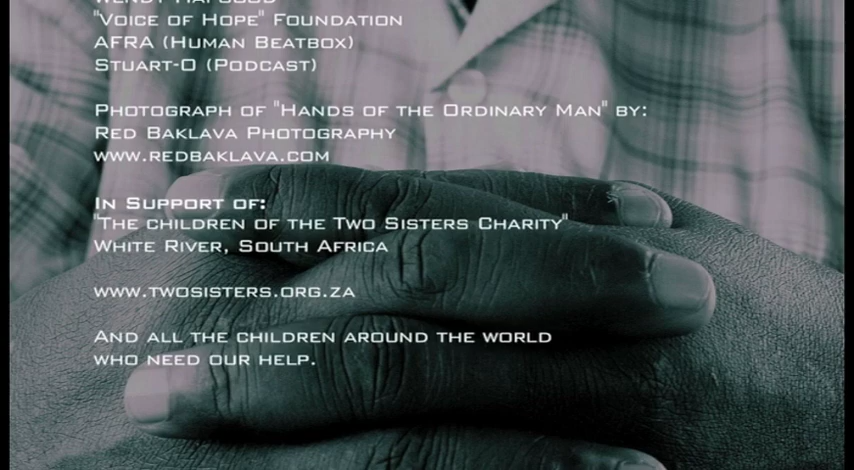 "Voice of Hope" Foundation
AFRA (Human Beatbox)
Stuart-O (Podcast)
Photograph of "Hands of the Ordinary Man" by:
Red Baklava Photography
www.redbaklava.com
In Support of:
"The children of the Two Sisters Charity"
White River, South Africa
www.twosisters.org.za
And all the children around the world
who need our help.